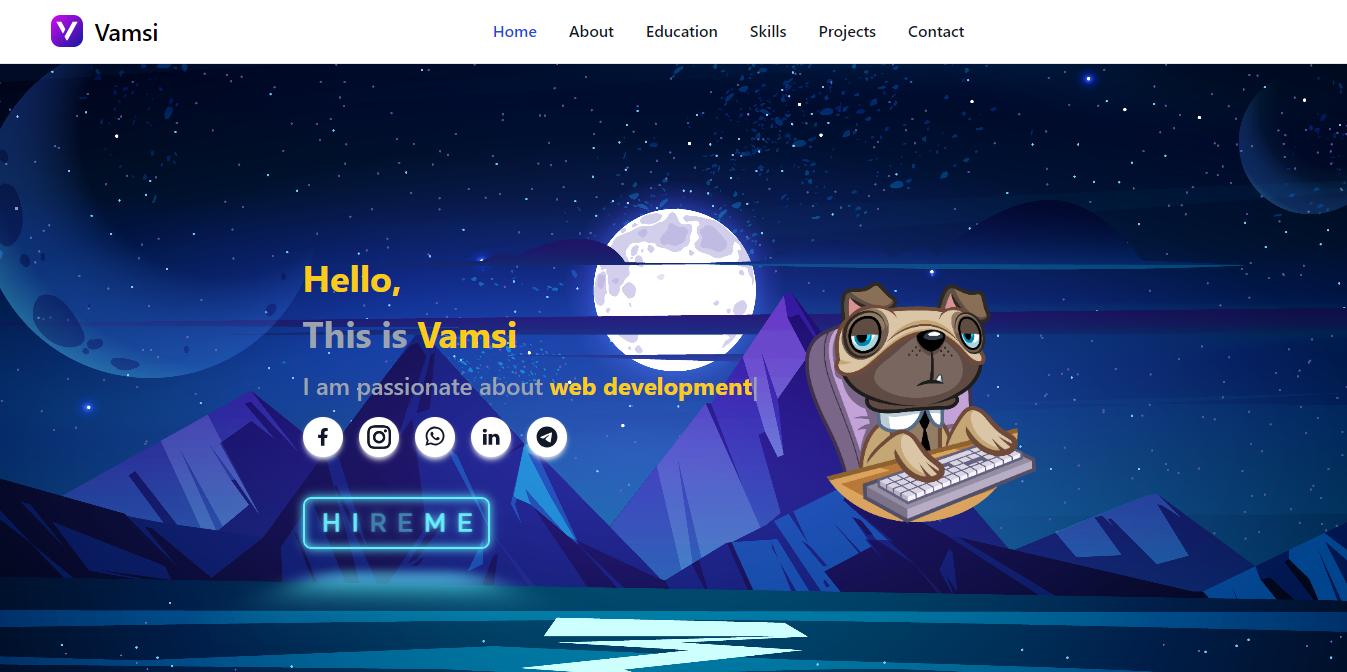 Vamsi
Home About Education Skills Projects Contact
Hello,
This is Vamsi
I am passionate about web development|
HIREME